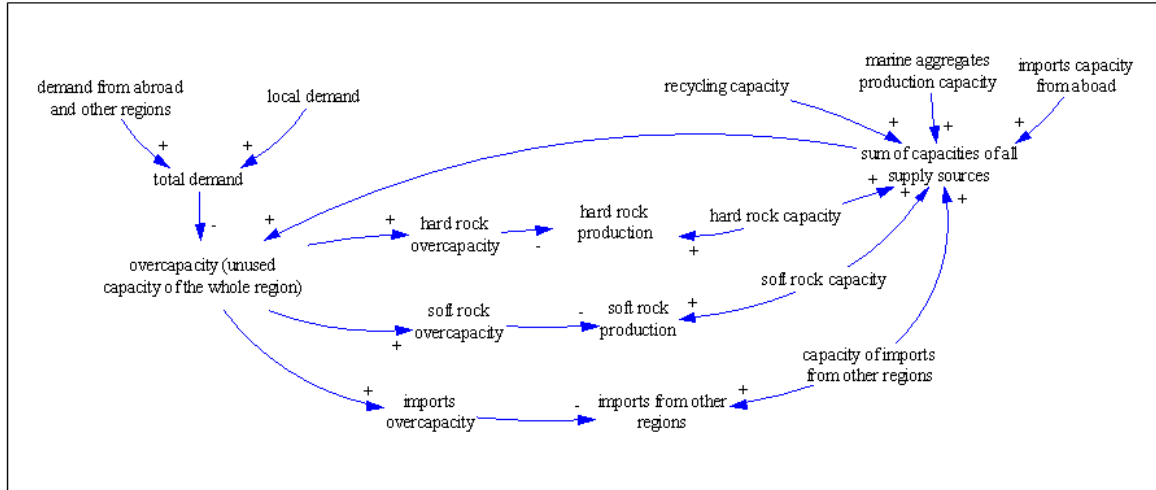 demand from abroad
and other regions
local demand
recycling capacity
marine aggregates
production capacity
imports capacity
from aboad
+
+
+
+
+
total demand
sum of capacities of all
supply sources
-
+
+
hard rock
overcapacity
-
hard rock
production
+
hard rock capacity
+
+
+
overcapacity (unused
capacity of the whole region)
soft rock capacity
+
soft rock
overcapacity
-
soft rock
production
+
capacity of imports
from other regions
+
imports
overcapacity
-
imports from other
regions
+